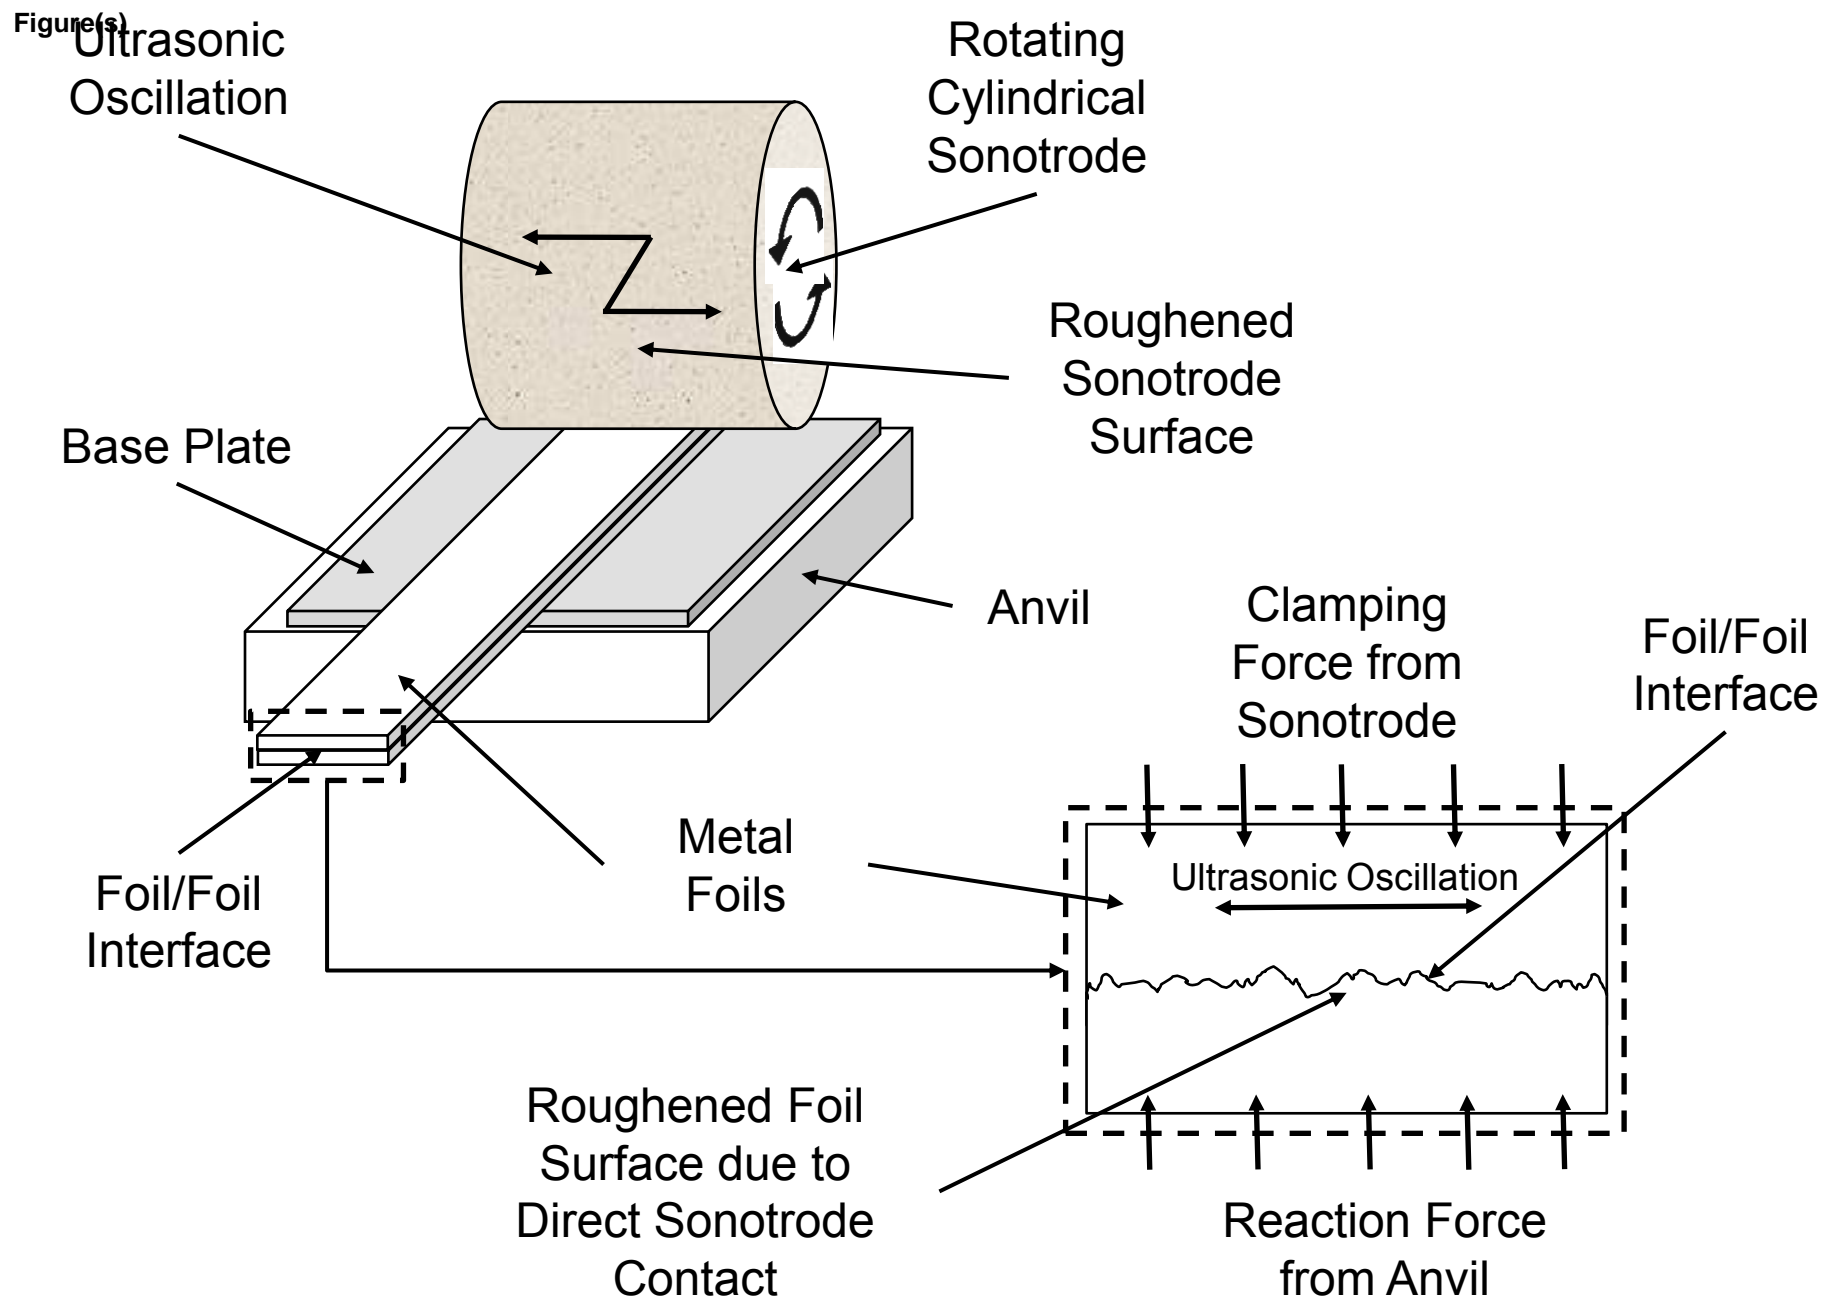 Figure(s)
Ultrasonic
Oscillation
Rotating
Cylindrical
Sonotrode
Roughened
Sonotrode
Surface
Base Plate
Anvil
Clamping
Force from
Sonotrode
Foil/Foil
Interface
Metal
Foils
Ultrasonic Oscillation
Foil/Foil
Interface
Roughened Foil
Surface due to
Direct Sonotrode
Contact
Reaction Force
from Anvil